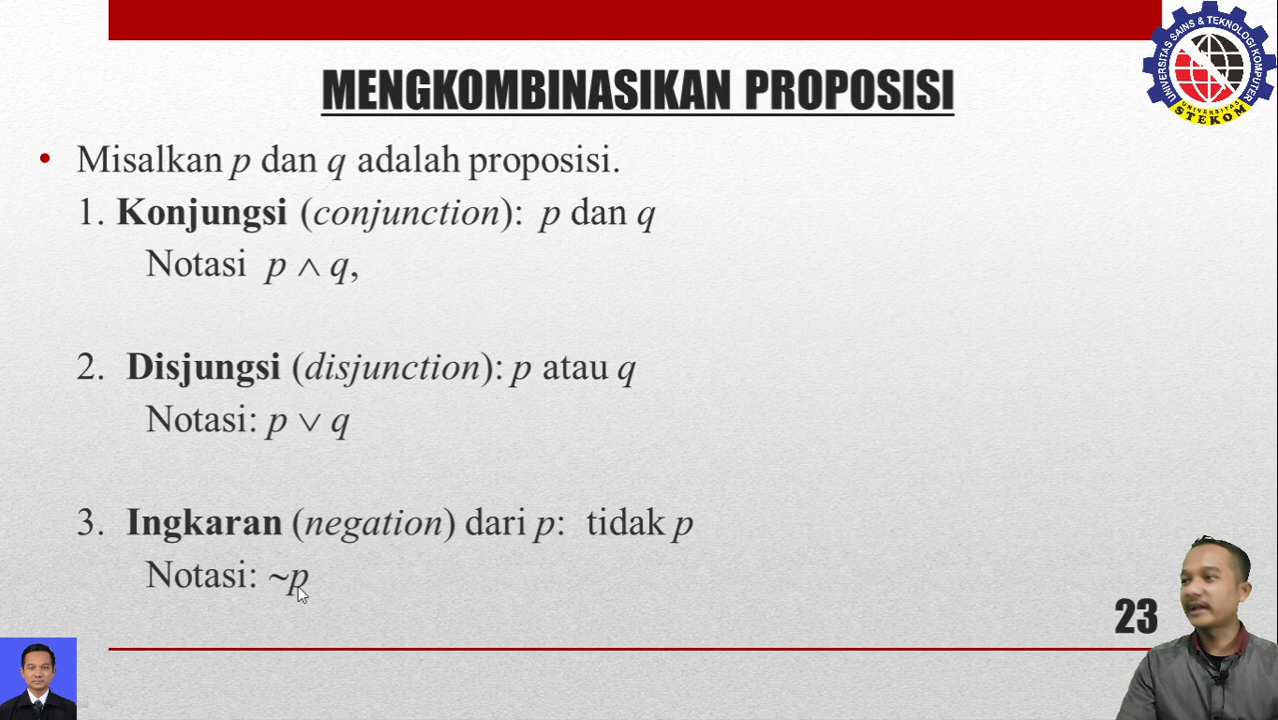 MENGKOMBINASIKAN PROPOSISI
UNIVERSITAS SAINS & TEKNOLOGI KOMPUTER
UNIVERSITAS
STEKOM
• Misalkan p dan q adalah proposisi.
1. Konjungsi (conjunction): p dan q
Notasi p ∧ q,
2. Disjungsi (disjunction): p atau q
Notasi: p ∨ q
3. Ingkaran (negation) dari p: tidak p
Notasi: ~p
23